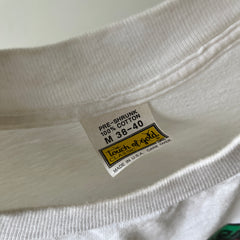 PRE-SHRUNK
100% COTTON
M 38-40
touch of gold
MADE IN U.S.A.